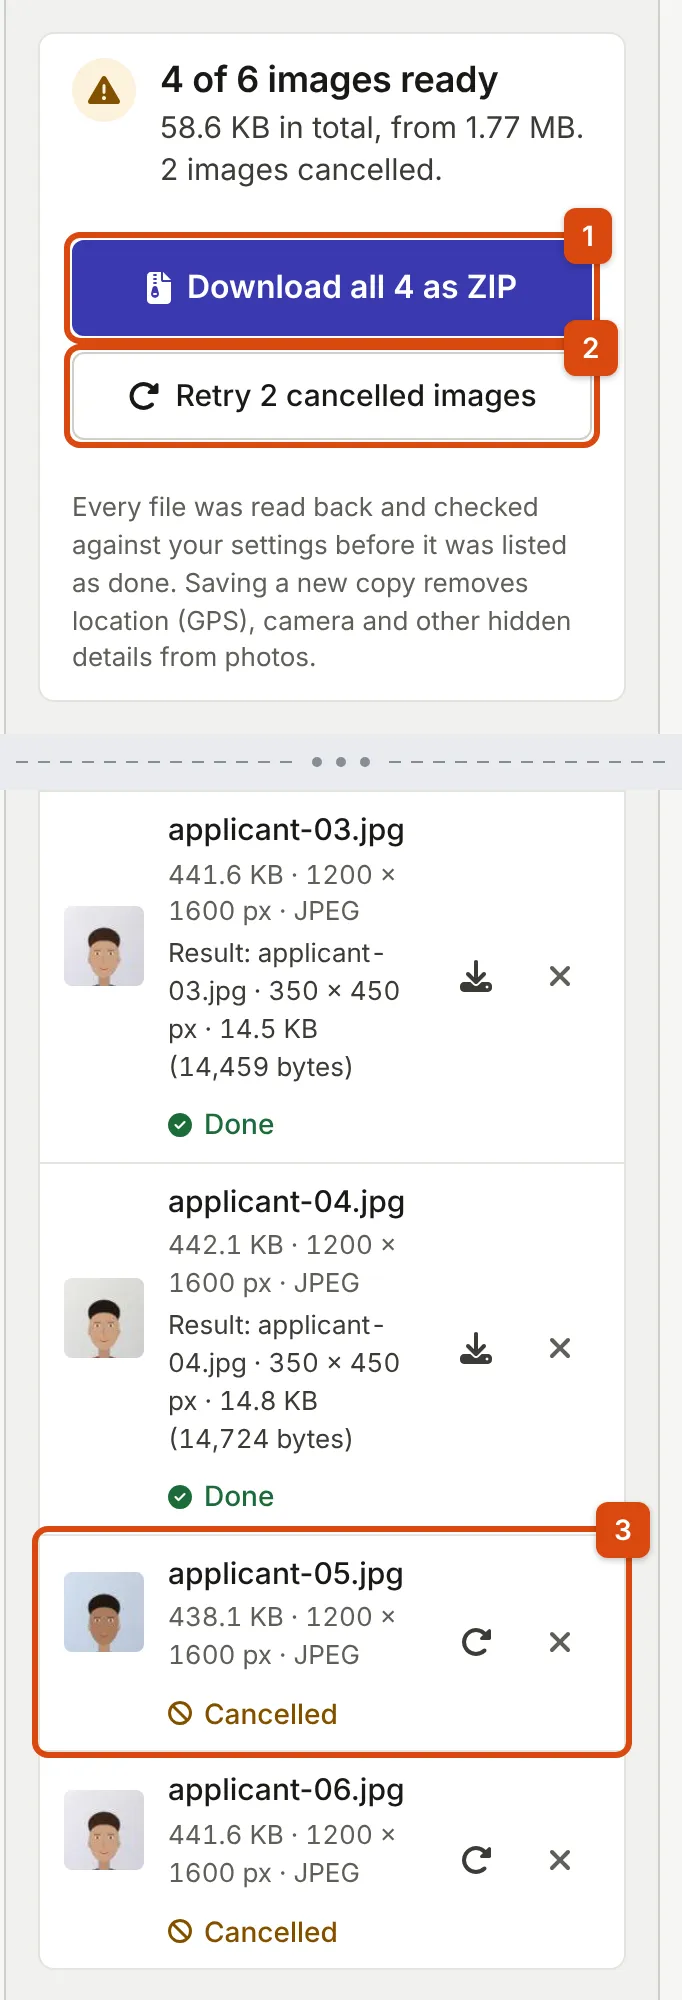 4 of 6 images ready
58.6 KB in total, from 1.77 MB.
2 images cancelled.
1
Download all 4 as ZIP
2
Retry 2 cancelled images
Every file was read back and checked
against your settings before it was listed
as done. Saving a new copy removes
location (GPS), camera and other hidden
details from photos.
applicant-03.jpg
441.6 KB · 1200 ×
1600 px · JPEG
Result: applicant-
03.jpg · 350 × 450
px · 14.5 KB
(14,459 bytes)
Done
applicant-04.jpg
442.1 KB · 1200 ×
1600 px · JPEG
Result: applicant-
04.jpg · 350 × 450
px · 14.8 KB
(14,724 bytes)
Done
3
applicant-05.jpg
438.1 KB · 1200 ×
1600 px · JPEG
Cancelled
applicant-06.jpg
441.6 KB · 1200 ×
1600 px · JPEG
Cancelled